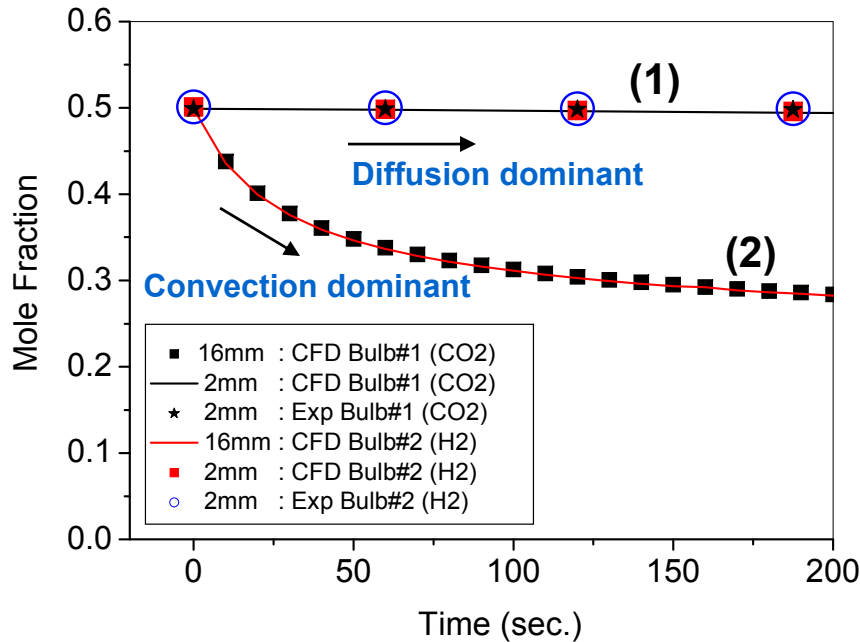 0.6
0.5
0.4
0.3
0.2
0.1
0.0
Mole Fraction
(1)
Diffusion dominant
(2)
Convection dominant
16mm : CFD Bulb#1 (CO2)
2mm : CFD Bulb#1 (CO2)
2mm : Exp Bulb#1 (CO2)
16mm : CFD Bulb#2 (H2)
2mm : CFD Bulb#2 (H2)
2mm : Exp Bulb#2 (H2)
0 50 100 150 200
Time (sec.)